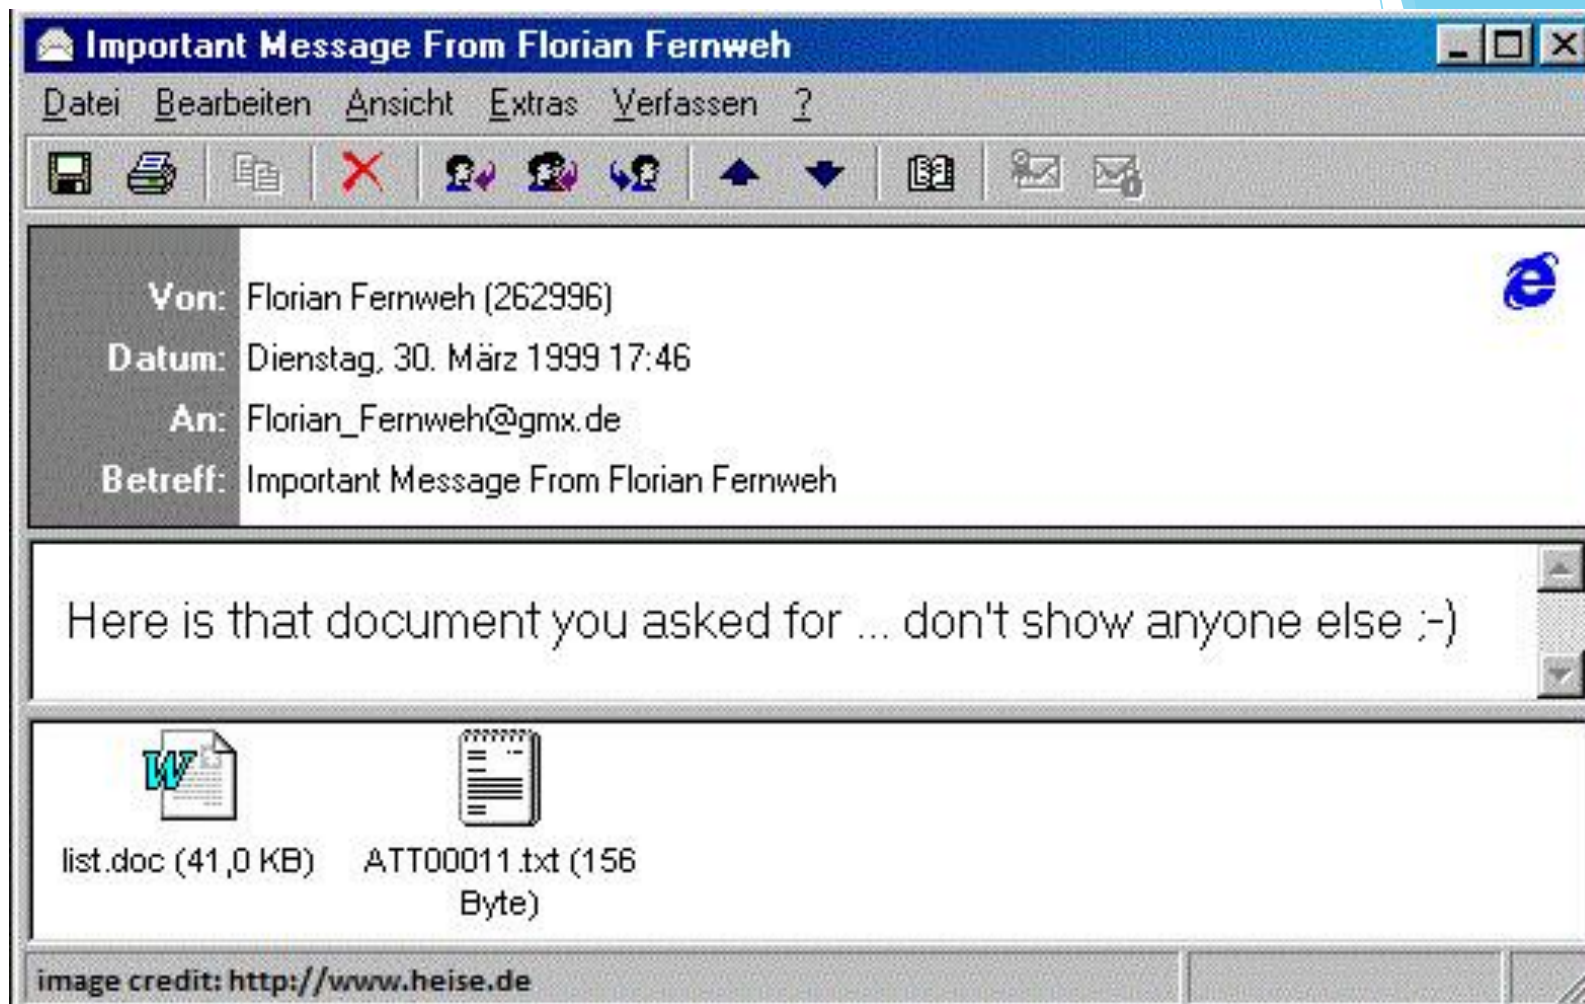 Important Message From Florian Fernweh
Datei Bearbeiten Ansicht Extras Verfassen ?
Von: Florian Fernweh (262996)
Datum: Dienstag, 30. März 1999 17:46
An: Florian_Fernweh@gmx.de
Betreff: Important Message From Florian Fernweh
Here is that document you asked for ... don't show anyone else ;-)
list.doc (41,0 KB) ATT00011.txt (156
Byte)
image credit: http://www.heise.de